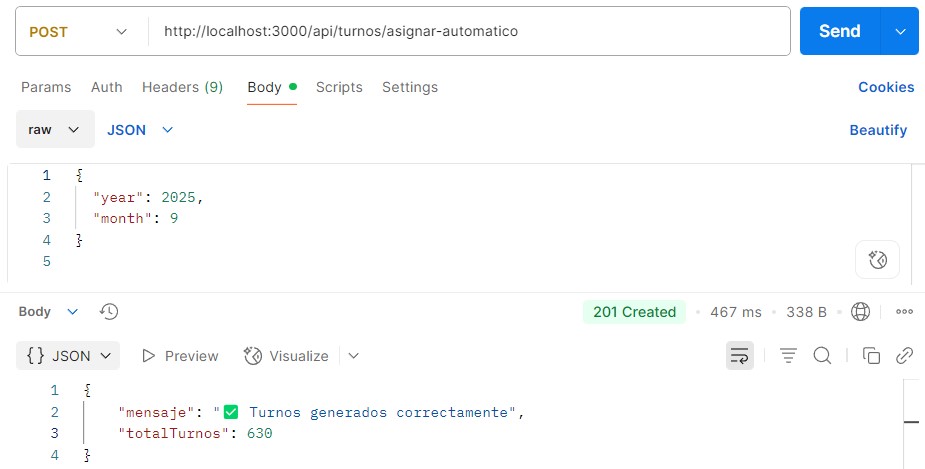 POST http://localhost:3000/api/turnos/asignar-automatico Send
Params Auth Headers (9) Body Scripts Settings Cookies
raw JSON Beautify
1 {
2 "year": 2025,
3 "month": 9
4 }
5
Body 201 Created 467 ms 338 B
{} JSON Preview Visualize
1 {
2 "mensaje": "✅ Turnos generados correctamente",
3 "totalTurnos": 630
4 }